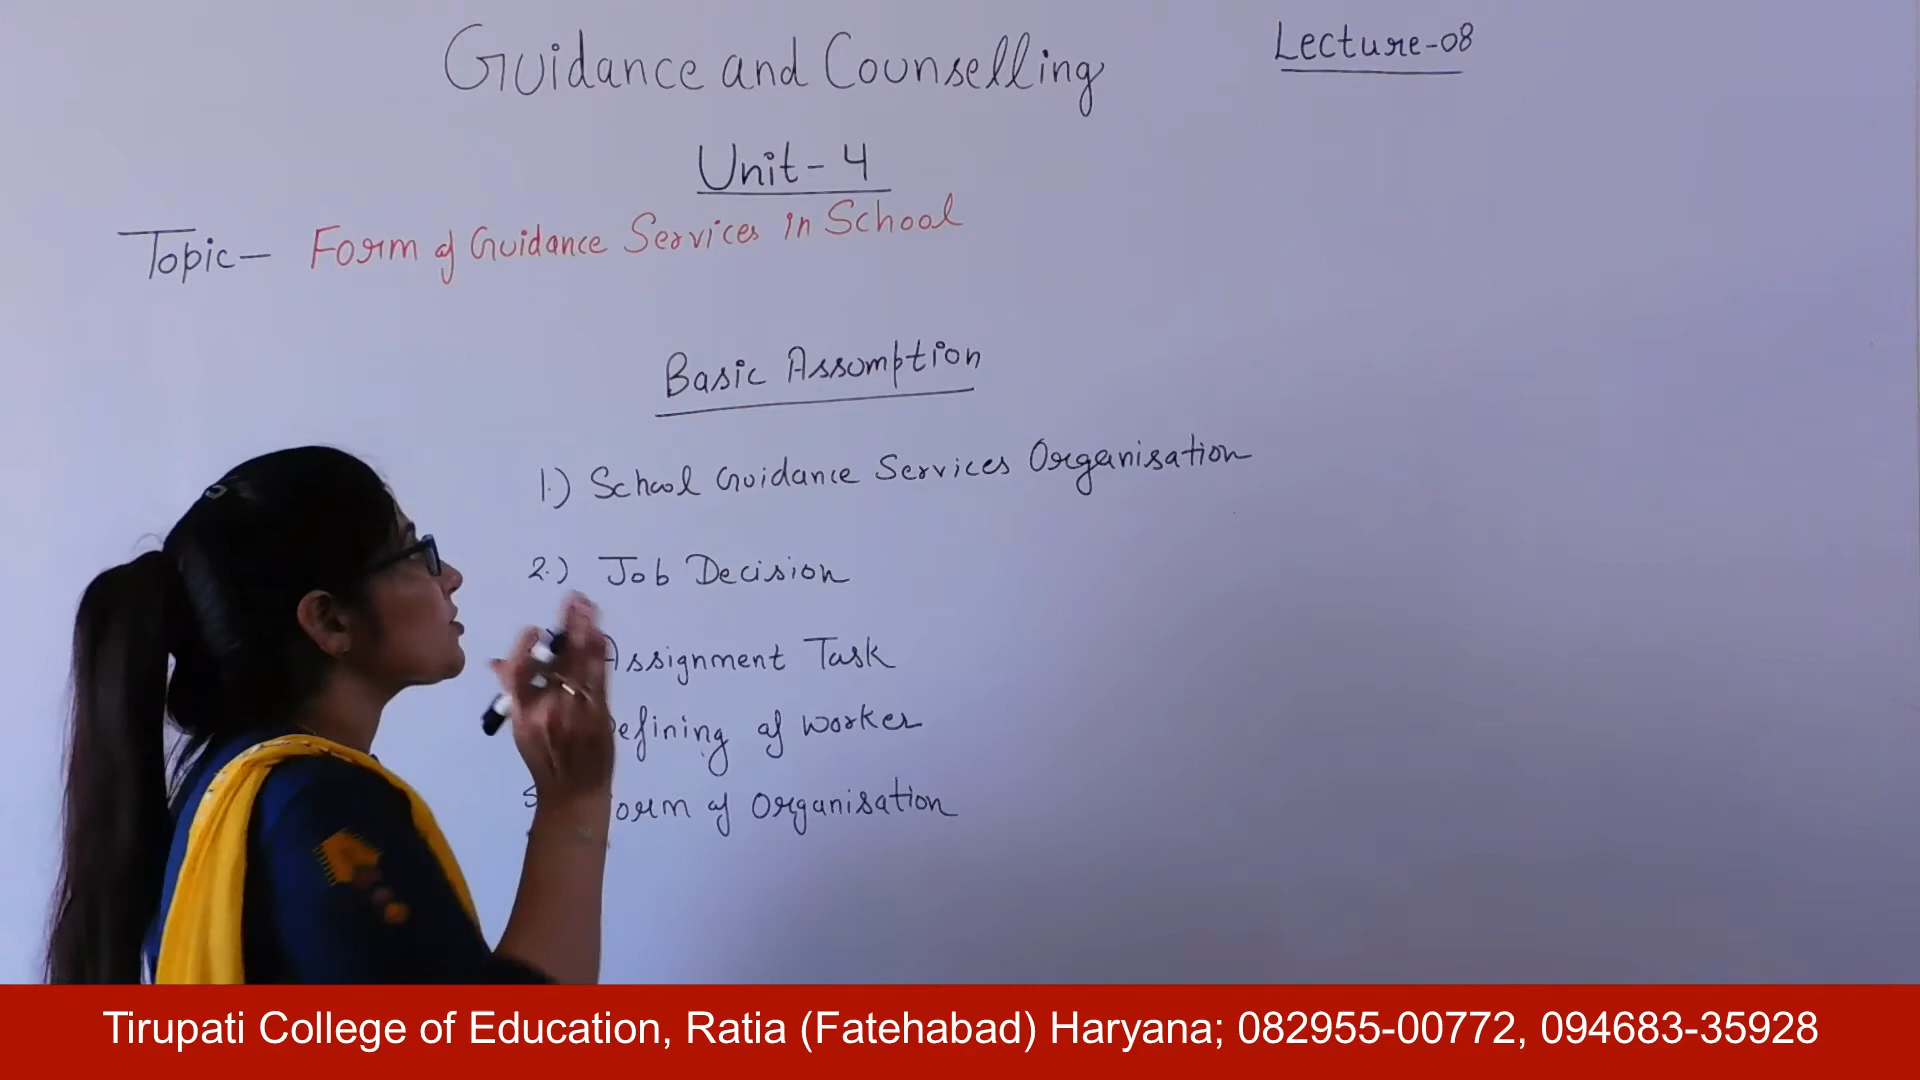 Guidance and Counselling
Lecture-08
Unit-4
Topic- Form of Guidance Services in School
Basic Assumption
1.) School Guidance Services Organisation
2.) Job Decision
Assignment Task
efining of worker
5 orm of Organisation
Tirupati College of Education, Ratia (Fatehabad) Haryana; 082955-00772, 094683-35928